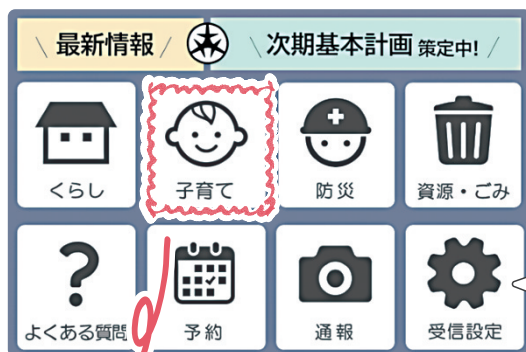 最新情報 次期基本計画 策定中!
くらし 子育て 防災 資源・ごみ
よくある質問 予約 通報 受信設定